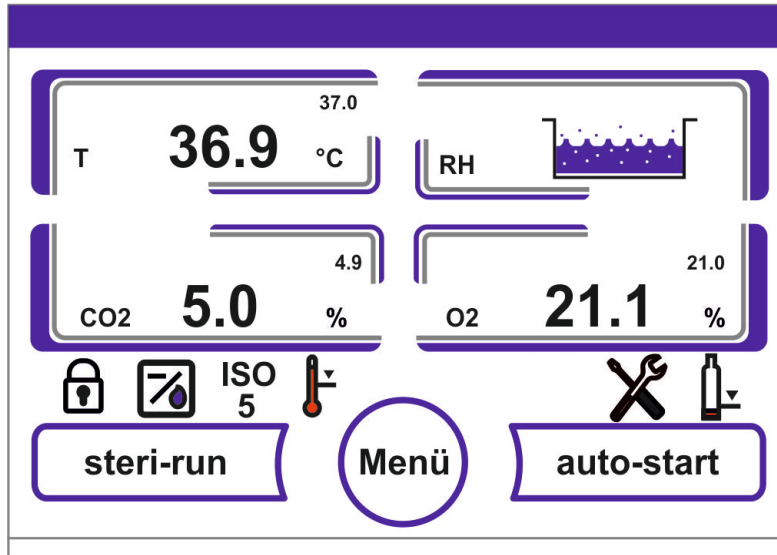 37.0
T 36.9 °C
RH
4.9
CO2 5.0 %
21.0
O2 21.1 %
ISO
5
steri-run
Menü
auto-start